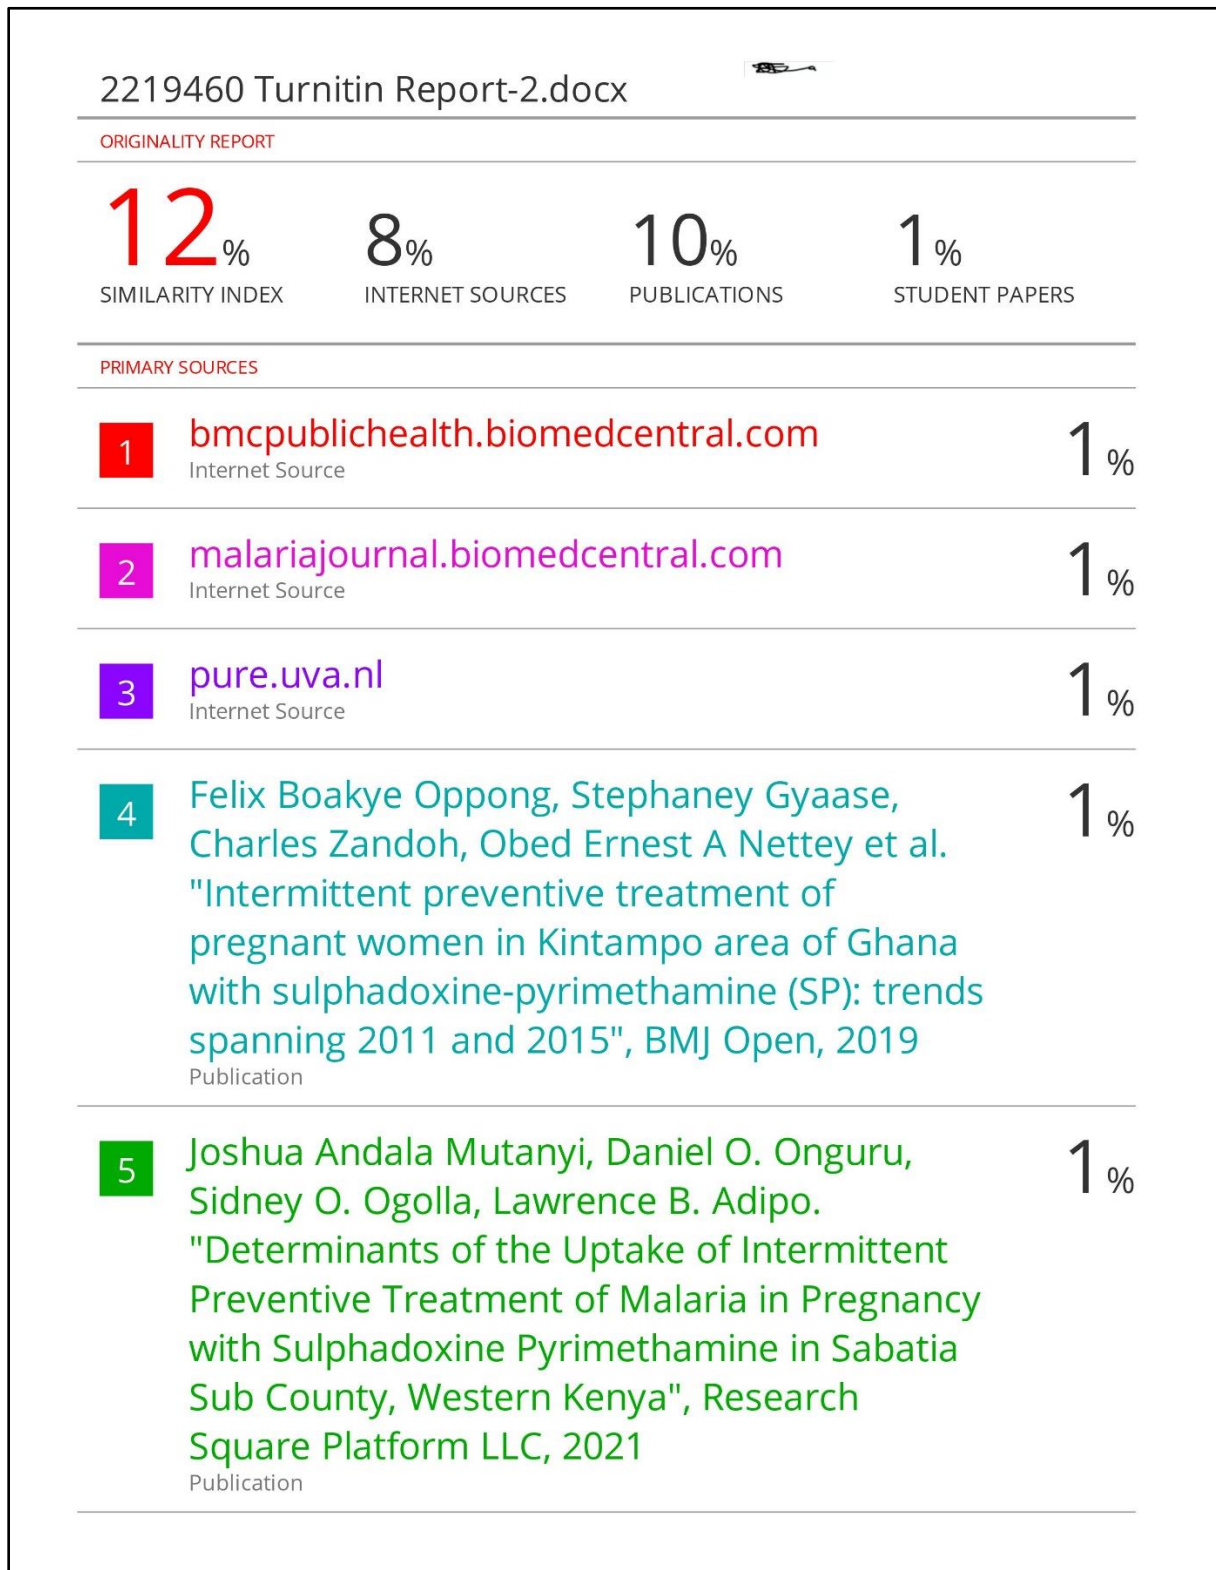 2219460 Turnitin Report-2.docx
ORIGINALITY REPORT
12%
8%
10%
1%
SIMILARITY INDEX
INTERNET SOURCES
PUBLICATIONS
STUDENT PAPERS
PRIMARY SOURCES
1
bmcpublichealth.biomedcentral.com
Internet Source
1%
2
malariajournal.biomedcentral.com
Internet Source
1%
3
pure.uva.nl
Internet Source
1%
4
Felix Boakye Oppong, Stephaney Gyaase,
Charles Zandoh, Obed Ernest A Nettey et al.
"Intermittent preventive treatment of
pregnant women in Kintampo area of Ghana
with sulphadoxine-pyrimethamine (SP): trends
spanning 2011 and 2015", BMJ Open, 2019
Publication
1%
5
Joshua Andala Mutanyi, Daniel O. Onguru,
Sidney O. Ogolla, Lawrence B. Adipo.
"Determinants of the Uptake of Intermittent
Preventive Treatment of Malaria in Pregnancy
with Sulphadoxine Pyrimethamine in Sabatia
Sub County, Western Kenya", Research
Square Platform LLC, 2021
Publication
1%